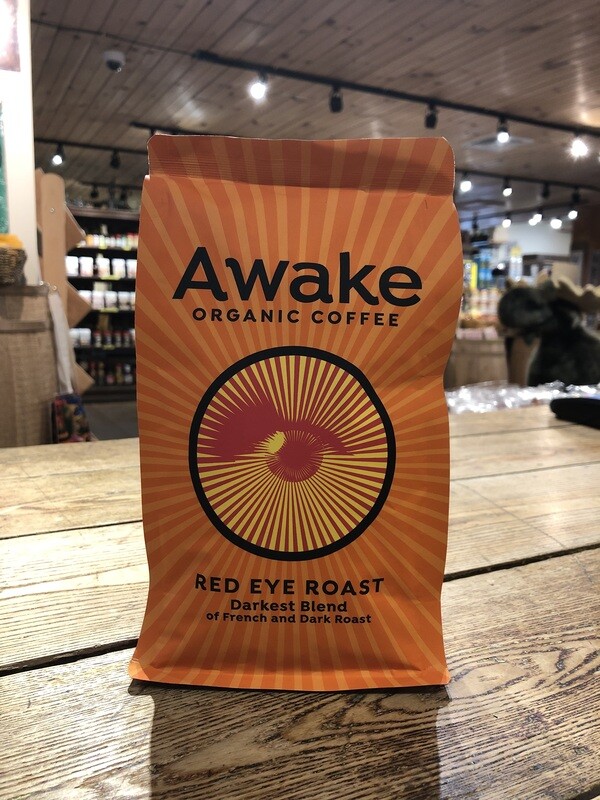 Awake
ORGANIC COFFEE
RED EYE ROAST
Darkest Blend
of French and Dark Roast